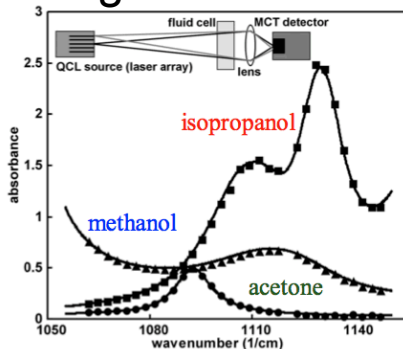 fluid cell
MCT detector
QCL source (laser array)
lens
isopropanol
methanol
acetone
absorbance
3
2.5
2
1.5
1
0.5
0
1050
1080
1110
1140
wavenumber (1/cm)